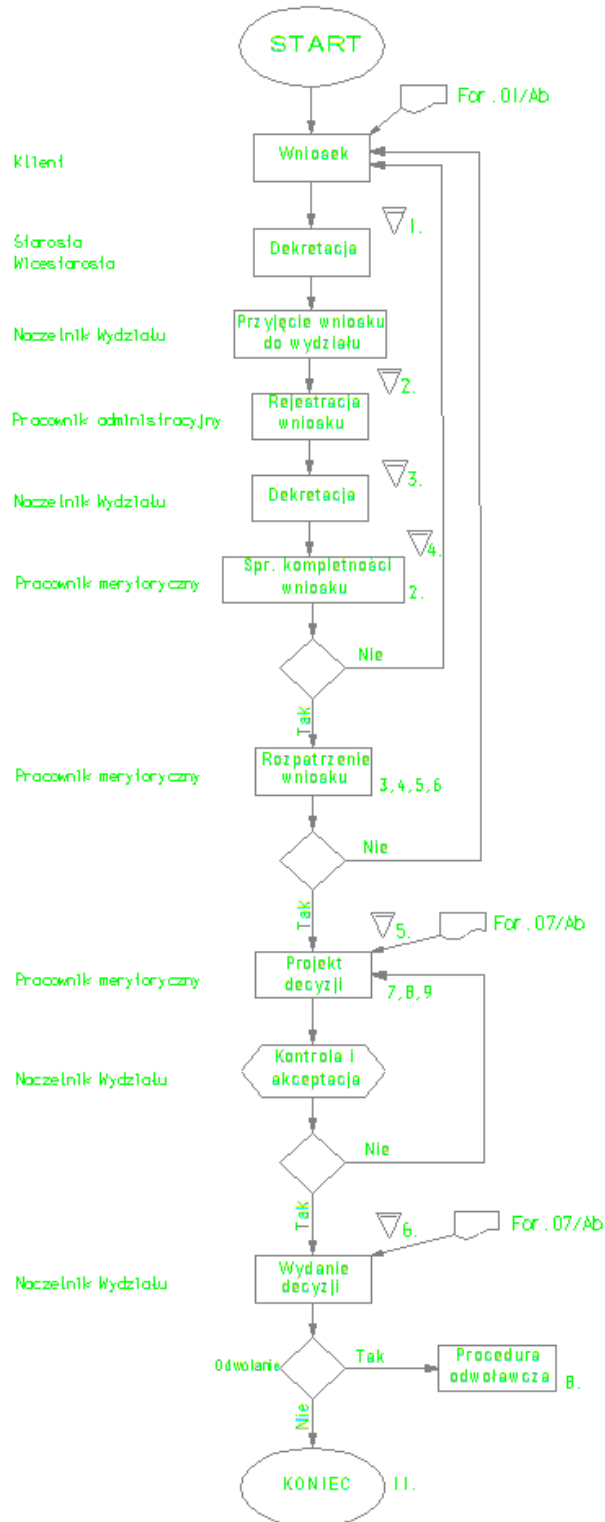 START
For.01/Ab
Klient
Wniosek
1.
Starosta
Wicestarosta
Dekretacja
Naczelnik Wydziału
Przyjęcie wniosku
do wydziału
2.
Pracownik administracyjny
Rejestracja
wniosku
3.
Naczelnik Wydziału
Dekretacja
4.
Pracownik merytoryczny
Spr. kompletności
wniosku
2.
Nie
Tak
Pracownik merytoryczny
Rozpatrzenie
wniosku
3,4,5,6
Nie
Tak
5.
For.07/Ab
Pracownik merytoryczny
Projekt
decyzji
7,8,9
Naczelnik Wydziału
Kontrola i
akceptacja
Nie
Tak
6.
For.07/Ab
Naczelnik Wydziału
Wydanie
decyzji
Odwołanie
Tak
Procedura
odwoławcza
8.
Nie
KONIEC
11.